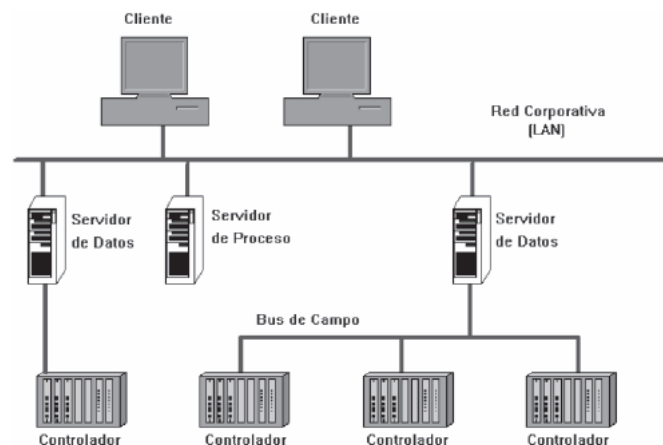 Cliente
Cliente
Red Corporativa
(LAN)
Servidor
de Datos
Servidor
de Proceso
Servidor
de Datos
Bus de Campo
Controlador
Controlador
Controlador
Controlador